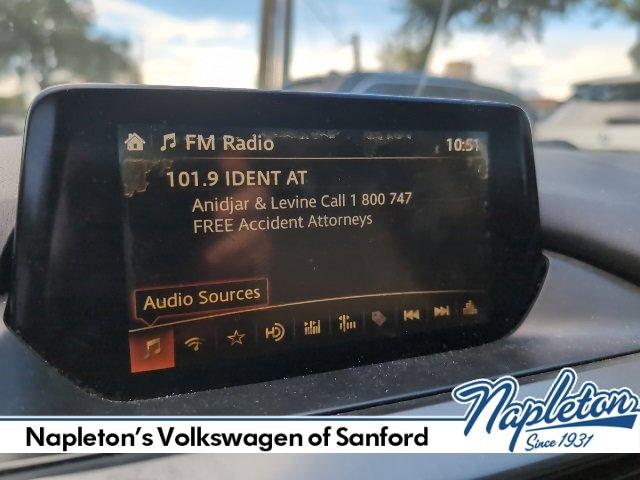 FM Radio
10:51
101.9 IDENT AT
Anidjar & Levine Call 1 800 747
FREE Accident Attorneys
Audio Sources
HD
Napleton's Volkswagen of Sanford
Napleton
Since 1931